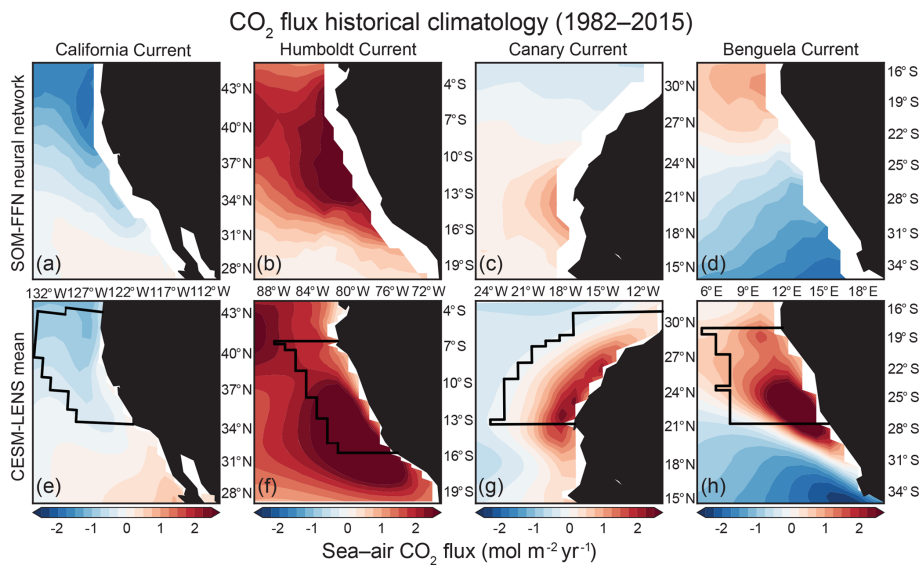 CO₂ flux historical climatology (1982–2015)
California Current Humboldt Current Canary Current Benguela Current
SOM-FFN neural network
43°N
40°N
37°N
34°N
31°N
28°N
(a)
4°S
7°S
10°S
13°S
16°S
19°S
(b)
30°N
27°N
24°N
21°N
18°N
15°N
(c)
16°S
19°S
22°S
25°S
28°S
31°S
34°S
(d)
132°W 127°W 122°W 117°W 112°W
88°W 84°W 80°W 76°W 72°W
24°W 21°W 18°W 15°W 12°W
6°E 9°E 12°E 15°E 18°E
CESM-LENS mean
43°N
40°N
37°N
34°N
31°N
28°N
(e)
4°S
7°S
10°S
13°S
16°S
19°S
(f)
30°N
27°N
24°N
21°N
18°N
15°N
(g)
16°S
19°S
22°S
25°S
28°S
31°S
34°S
(h)
-2 -1 0 1 2
-2 -1 0 1 2
-2 -1 0 1 2
-2 -1 0 1 2
Sea–air CO₂ flux (mol m⁻² yr⁻¹)